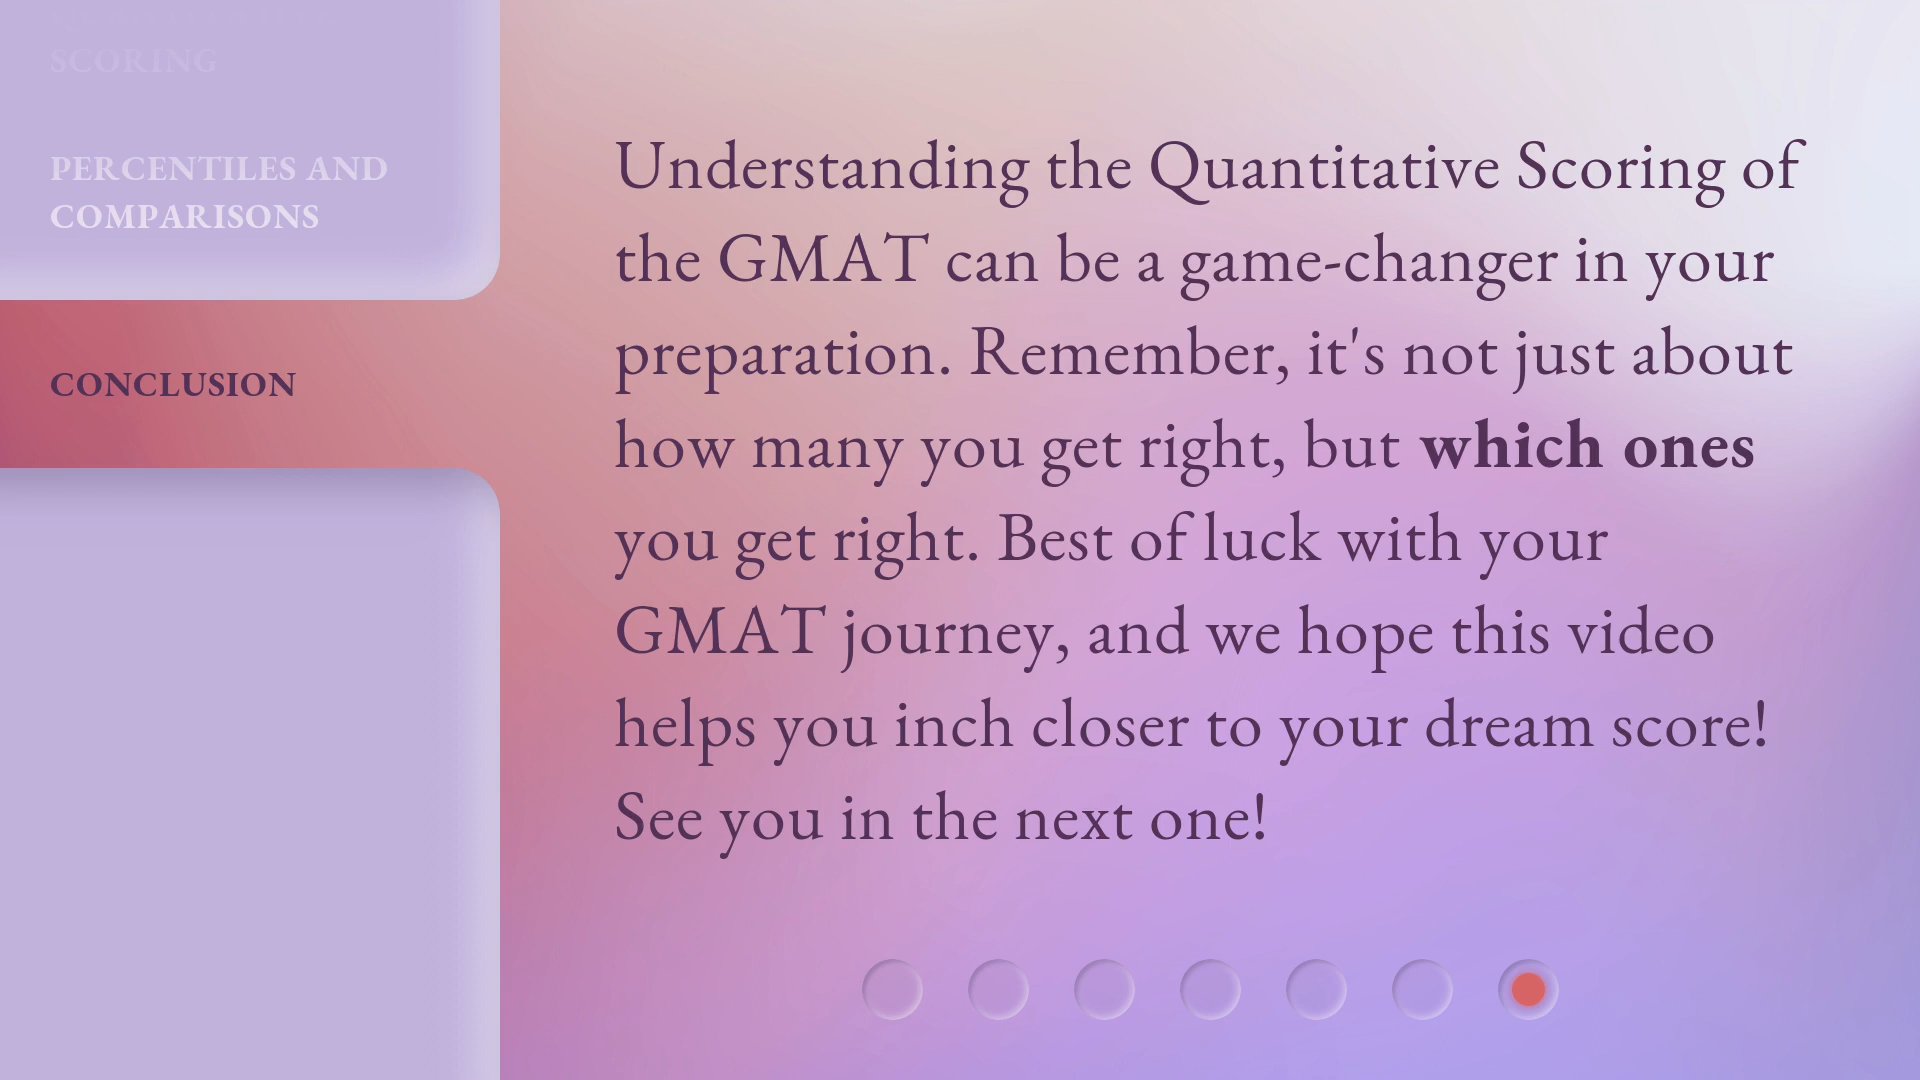 SCORING
PERCENTILES AND
COMPARISONS
CONCLUSION
Understanding the Quantitative Scoring of
the GMAT can be a game-changer in your
preparation. Remember, it's not just about
how many you get right, but which ones
you get right. Best of luck with your
GMAT journey, and we hope this video
helps you inch closer to your dream score!
See you in the next one!